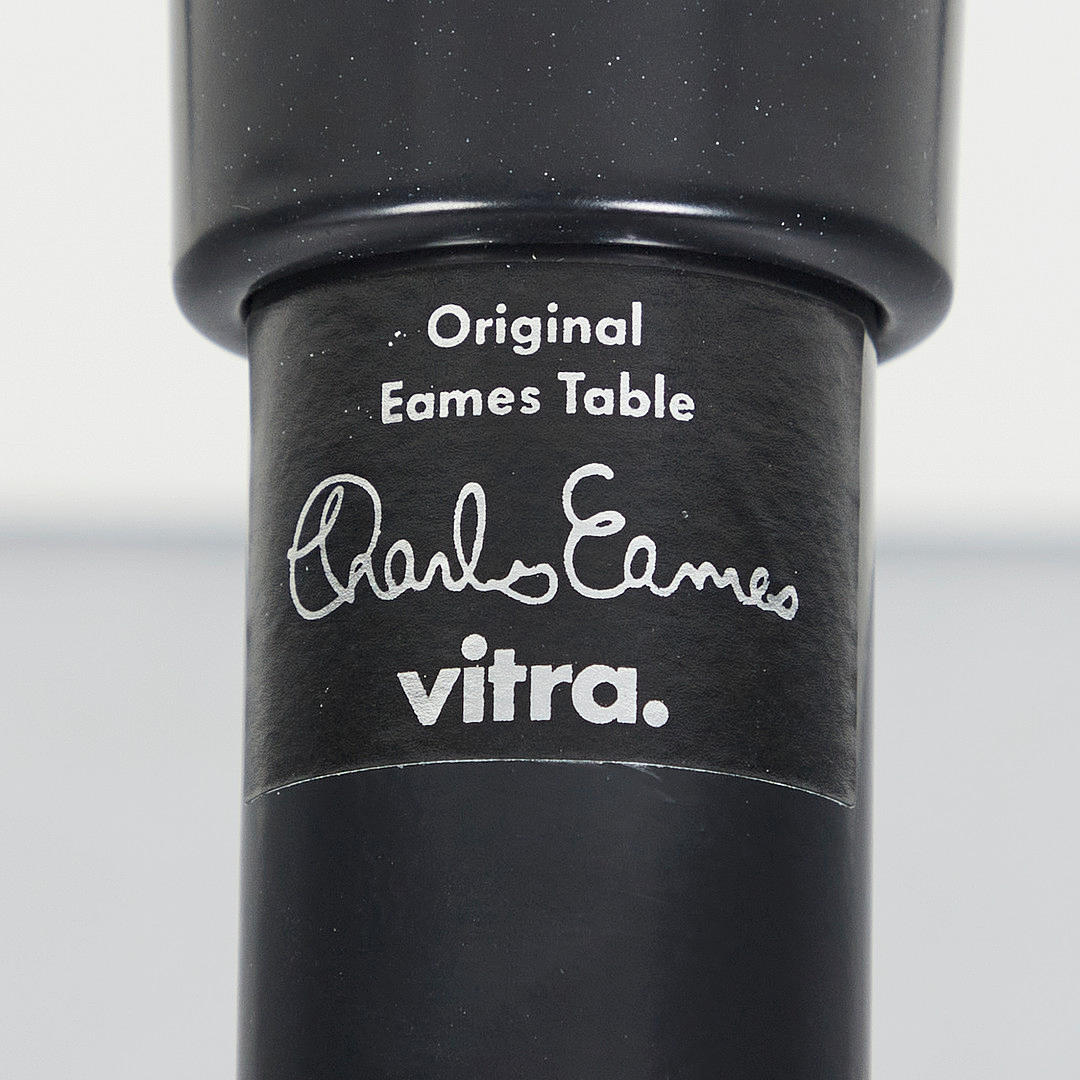 Original
Eames Table
Charles Eames
vitra.